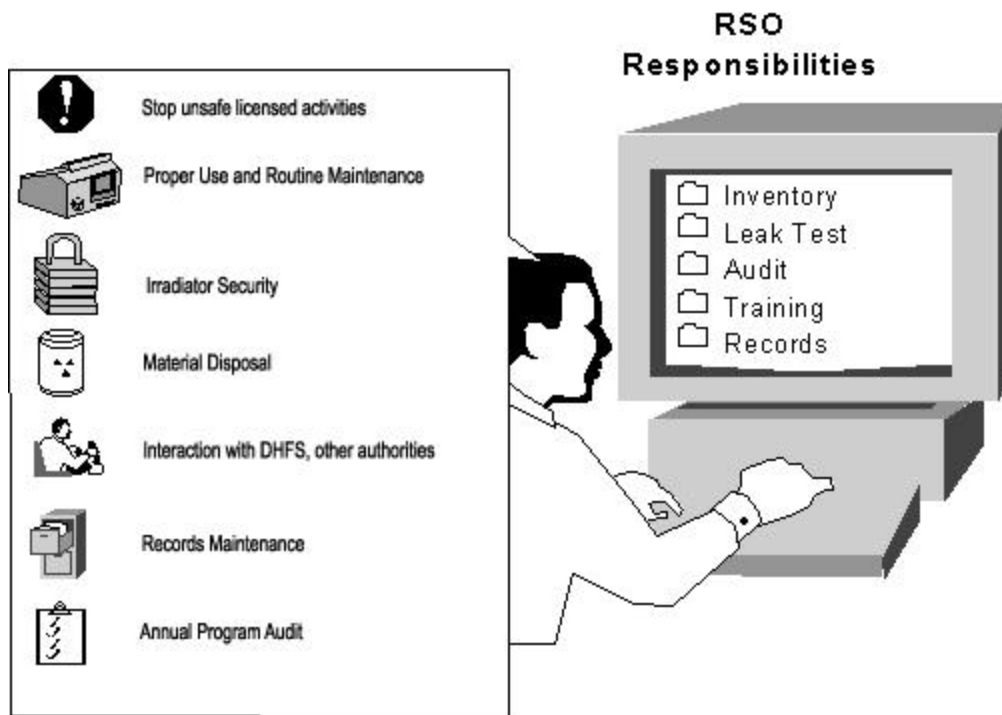 RSO
Responsibilities
Stop unsafe licensed activities
Proper Use and Routine Maintenance
Irradiator Security
Material Disposal
Interaction with DHFS, other authorities
Records Maintenance
Annual Program Audit
Inventory
Leak Test
Audit
Training
Records